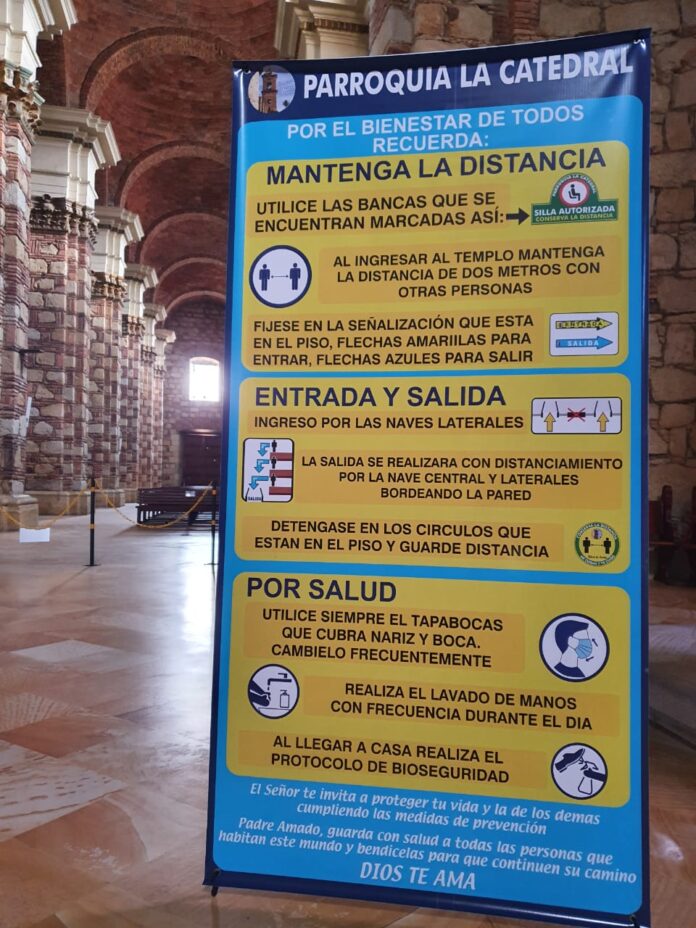 PARROQUIA LA CATEDRAL
POR EL BIENESTAR DE TODOS
RECUERDA:
MANTENGA LA DISTANCIA
UTILICE LAS BANCAS QUE SE
ENCUENTRAN MARCADAS ASÍ:
PARROQUIA LA CATEDRAL
SILLA AUTORIZADA
CONSERVA LA DISTANCIA
AL INGRESAR AL TEMPLO MANTENGA
LA DISTANCIA DE DOS METROS CON
OTRAS PERSONAS
FIJESE EN LA SEÑALIZACIÓN QUE ESTA
EN EL PISO, FLECHAS AMARIILAS PARA
ENTRAR, FLECHAS AZULES PARA SALIR
ENTRADA
SALIDA
ENTRADA Y SALIDA
INGRESO POR LAS NAVES LATERALES
LA SALIDA SE REALIZARA CON DISTANCIAMIENTO
POR LA NAVE CENTRAL Y LATERALES
BORDEANDO LA PARED
SALIDA
DETENGASE EN LOS CIRCULOS QUE
ESTAN EN EL PISO Y GUARDE DISTANCIA
POR SALUD
UTILICE SIEMPRE EL TAPABOCAS
QUE CUBRA NARIZ Y BOCA.
CAMBIELO FRECUENTEMENTE
REALIZA EL LAVADO DE MANOS
CON FRECUENCIA DURANTE EL DIA
AL LLEGAR A CASA REALIZA EL
PROTOCOLO DE BIOSEGURIDAD
El Señor te invita a proteger tu vida y la de los demas
cumpliendo las medidas de prevención
Padre Amado, guarda con salud a todas las personas que
habitan este mundo y bendicelas para que continuen su camino
DIOS TE AMA